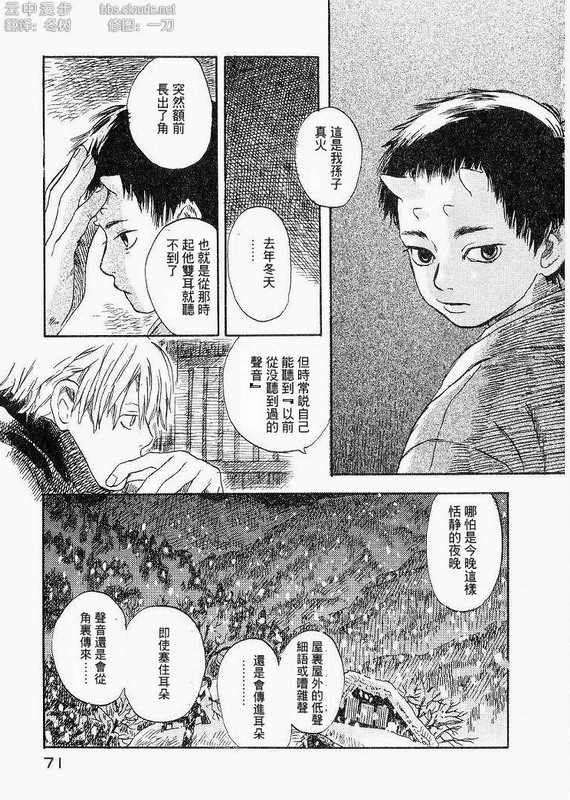 云中漫步 bbs.cloudc.net
翻译：冬树 修图：一刀
這是我孫子
真火
去年冬天
……
突然額前
長出了角
也就是從那時
起他雙耳就聽
不到了
但時常說自己
能聽到『以前
從沒聽到過的
聲音』
哪怕是今晚這樣
恬靜的夜晚
屋裏屋外的低聲
細語或嘈雜聲
……
還是會傳進耳朵
即使塞住耳朵
聲音還是會從
角裏傳來……
71